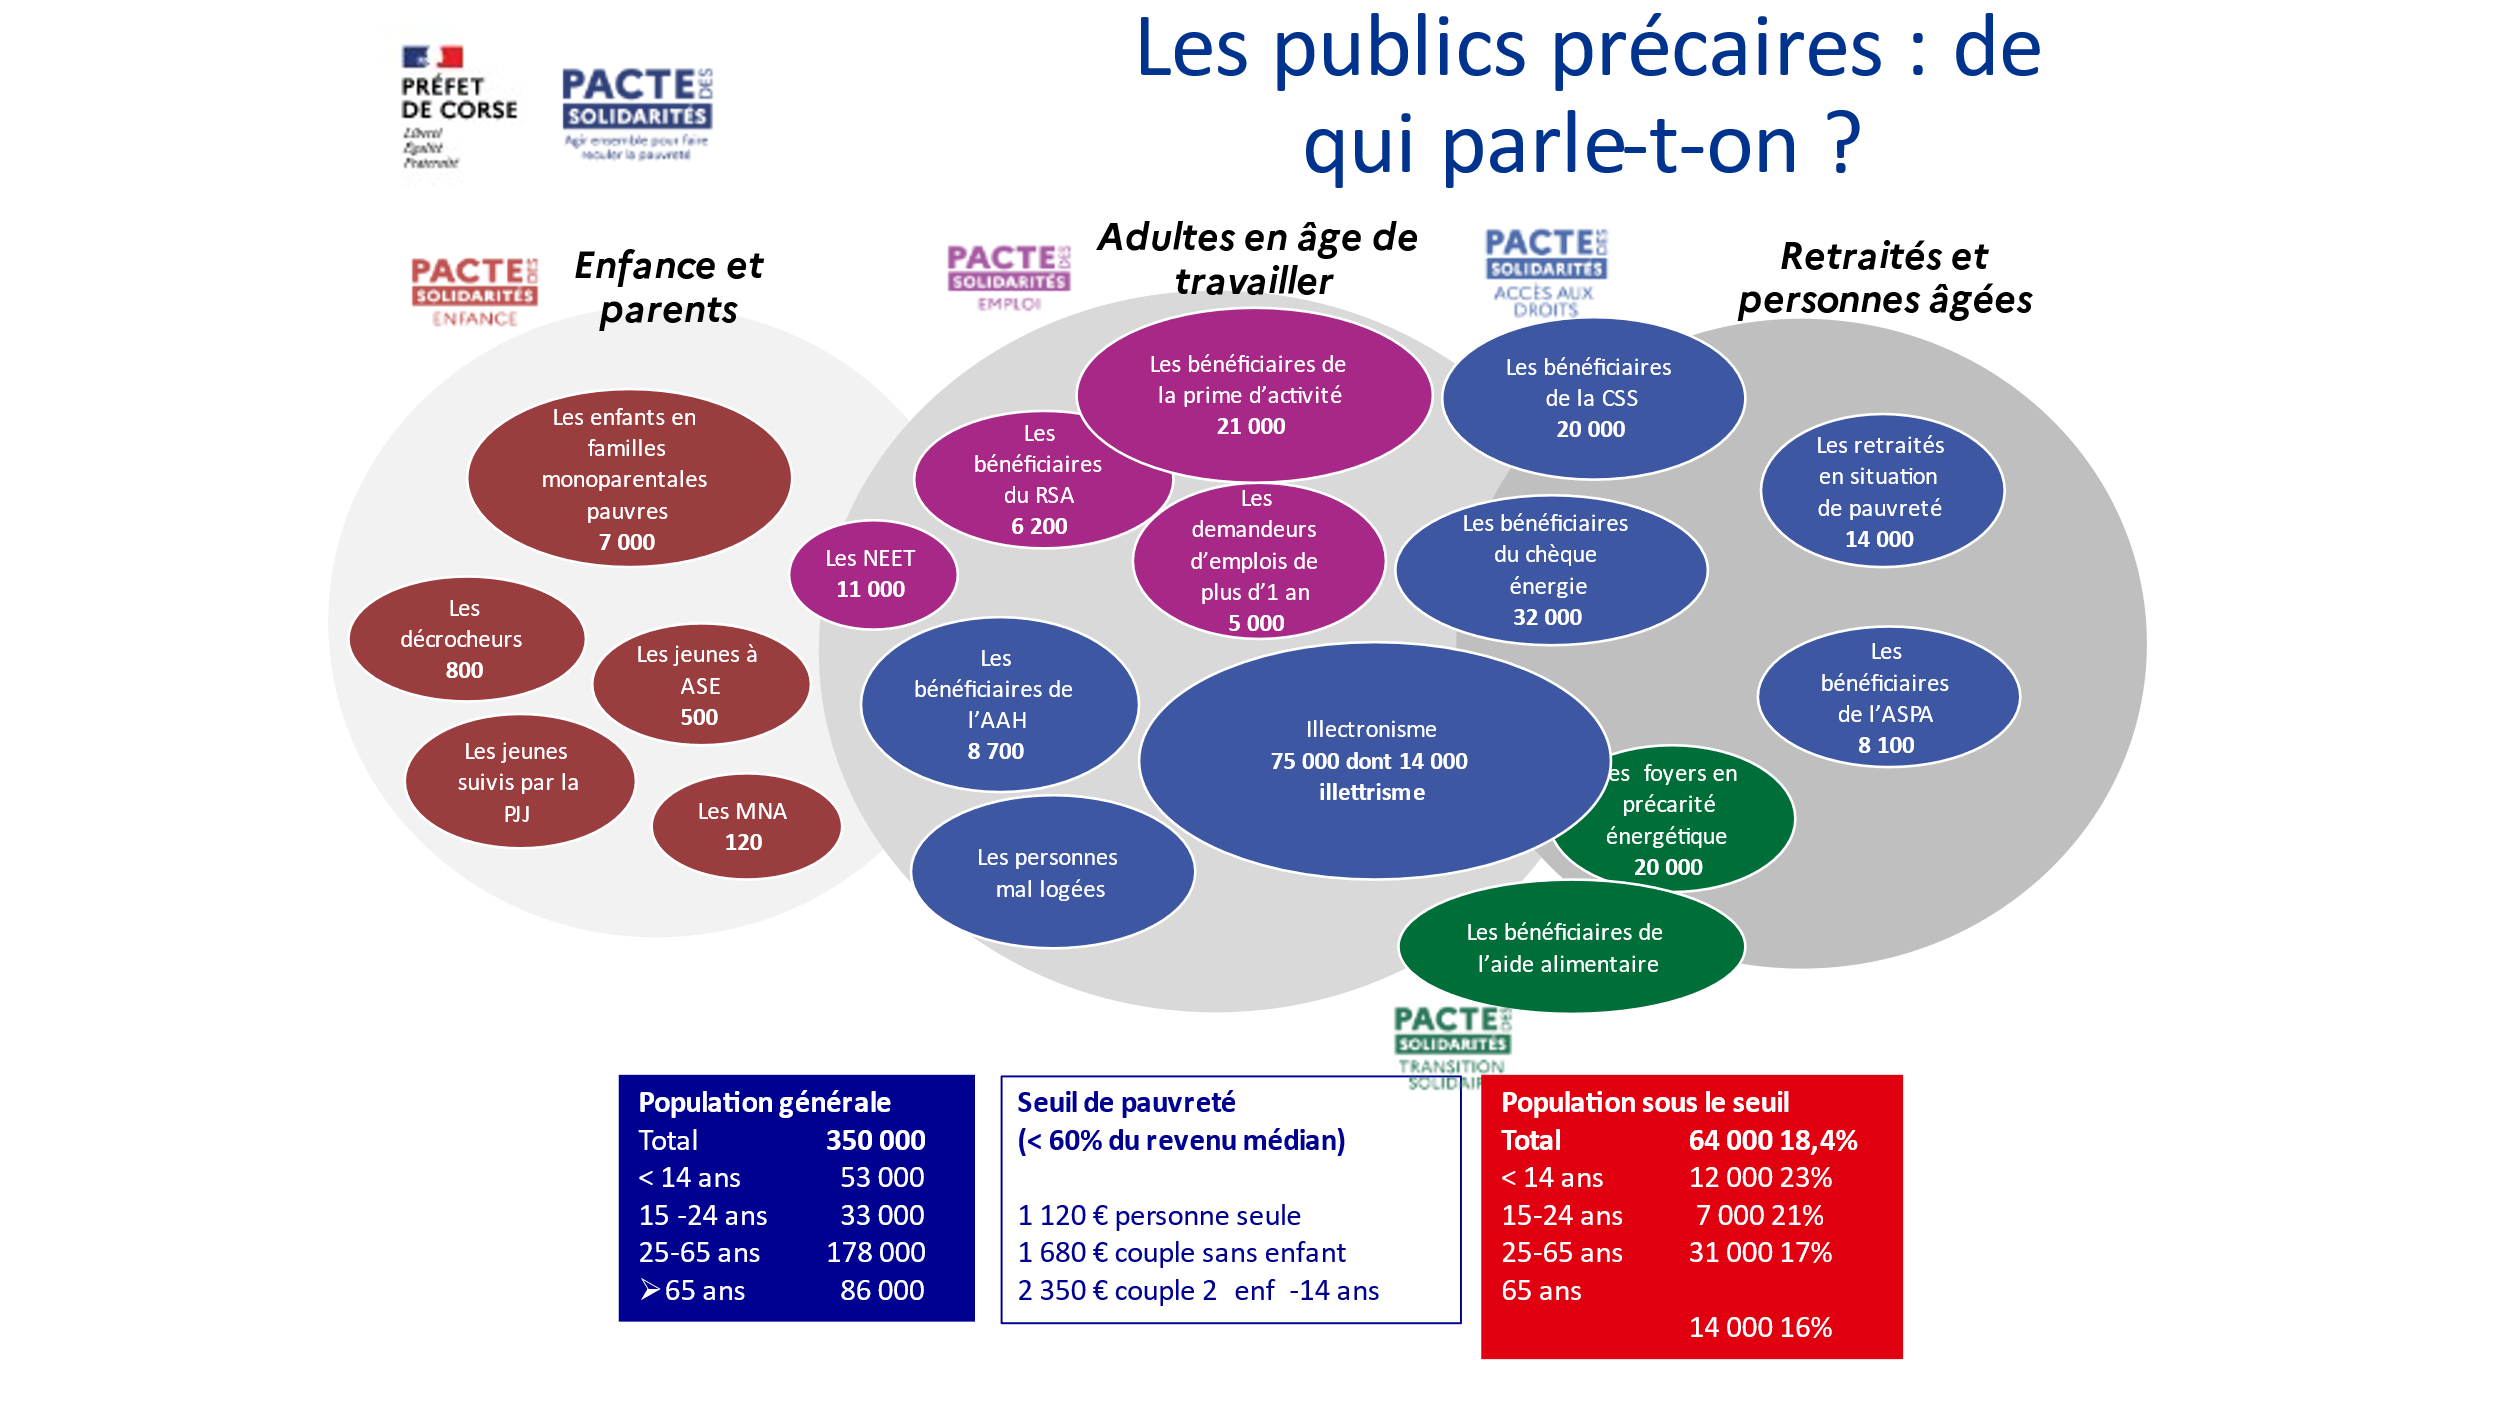 Les publics précaires : de
qui parle-t-on ?
PRÉFET
DE CORSE
Liberté
Égalité
Fraternité
PACTE DES
SOLIDARITÉS
Agir ensemble pour faire
reculer la pauvreté
PACTE DES
SOLIDARITÉS
ENFANCE
Enfance et
parents
PACTE DES
SOLIDARITÉS
EMPLOI
Adultes en âge de
travailler
PACTE DES
SOLIDARITÉS
ACCÈS AUX
DROITS
Retraités et
personnes âgées
Les enfants en
familles
monoparentales
pauvres
7 000
Les
décrocheurs
800
Les jeunes à
ASE
500
Les jeunes
suivis par la
PJJ
Les MNA
120
Les NEET
11 000
Les
bénéficiaires
du RSA
6 200
Les bénéficiaires de
la prime d’activité
21 000
Les
demandeurs
d’emplois de
plus d’1 an
5 000
Les
bénéficiaires de
l’AAH
8 700
Les personnes
mal logées
Illectronisme
75 000 dont 14 000
illettrisme
Les bénéficiaires
de la CSS
20 000
Les bénéficiaires
du chèque
énergie
32 000
Les retraités
en situation
de pauvreté
14 000
Les
bénéficiaires
de l’ASPA
8 100
es foyers en
précarité
énergétique
20 000
Les bénéficiaires de
l’aide alimentaire
PACTE DES
SOLIDARITÉS
TRANSITION
SOLIDAIR
Population générale
Total 350 000
< 14 ans 53 000
15 -24 ans 33 000
25-65 ans 178 000
➢ 65 ans 86 000
Seuil de pauvreté
(< 60% du revenu médian)
1 120 € personne seule
1 680 € couple sans enfant
2 350 € couple 2 enf -14 ans
Population sous le seuil
Total 64 000 18,4%
< 14 ans 12 000 23%
15-24 ans 7 000 21%
25-65 ans 31 000 17%
65 ans
14 000 16%